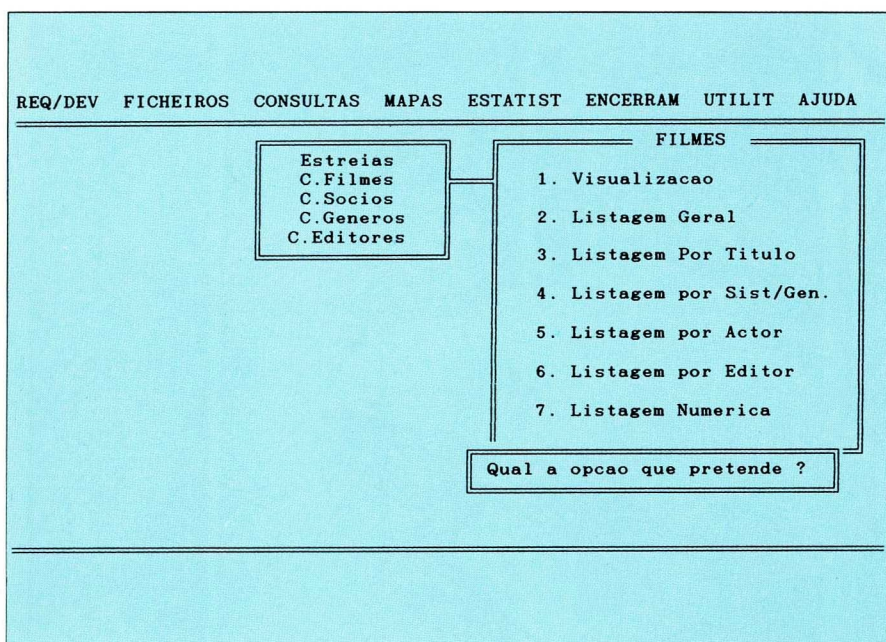 REQ/DEV FICHEIROS CONSULTAS MAPAS ESTATIST ENCERRAM UTILIT AJUDA
Estreias
C.Filmes
C.Socios
C.Generos
C.Editores
FILMES
1. Visualizacao
2. Listagem Geral
3. Listagem Por Titulo
4. Listagem por Sist/Gen.
5. Listagem por Actor
6. Listagem por Editor
7. Listagem Numerica
Qual a opcao que pretende ?